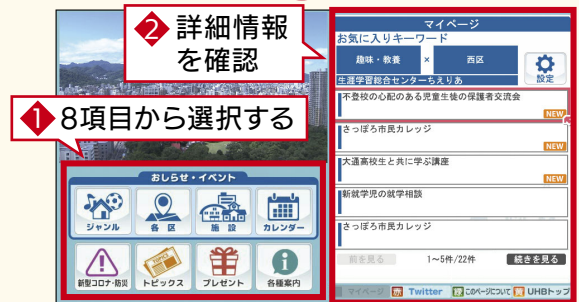 ❷ 詳細情報
を確認
❶ 8項目から選択する
おしらせ・イベント
ジャンル
各 区
施 設
カレンダー
新型コロナ・防災
トピックス
プレゼント
各種案内
TOPICS
マイページ
お気に入りキーワード
趣味・教養 × 西区
生涯学習総合センターちえりあ
設定
不登校の心配のある児童生徒の保護者交流会
NEW
さっぽろ市民カレッジ
NEW
大通高校生と共に学ぶ講座
NEW
新就学児の就学相談
さっぽろ市民カレッジ
前を見る 1～5件/22件 続きを見る
マイページ 赤 Twitter 緑 このページについて 黄 UHBトップ